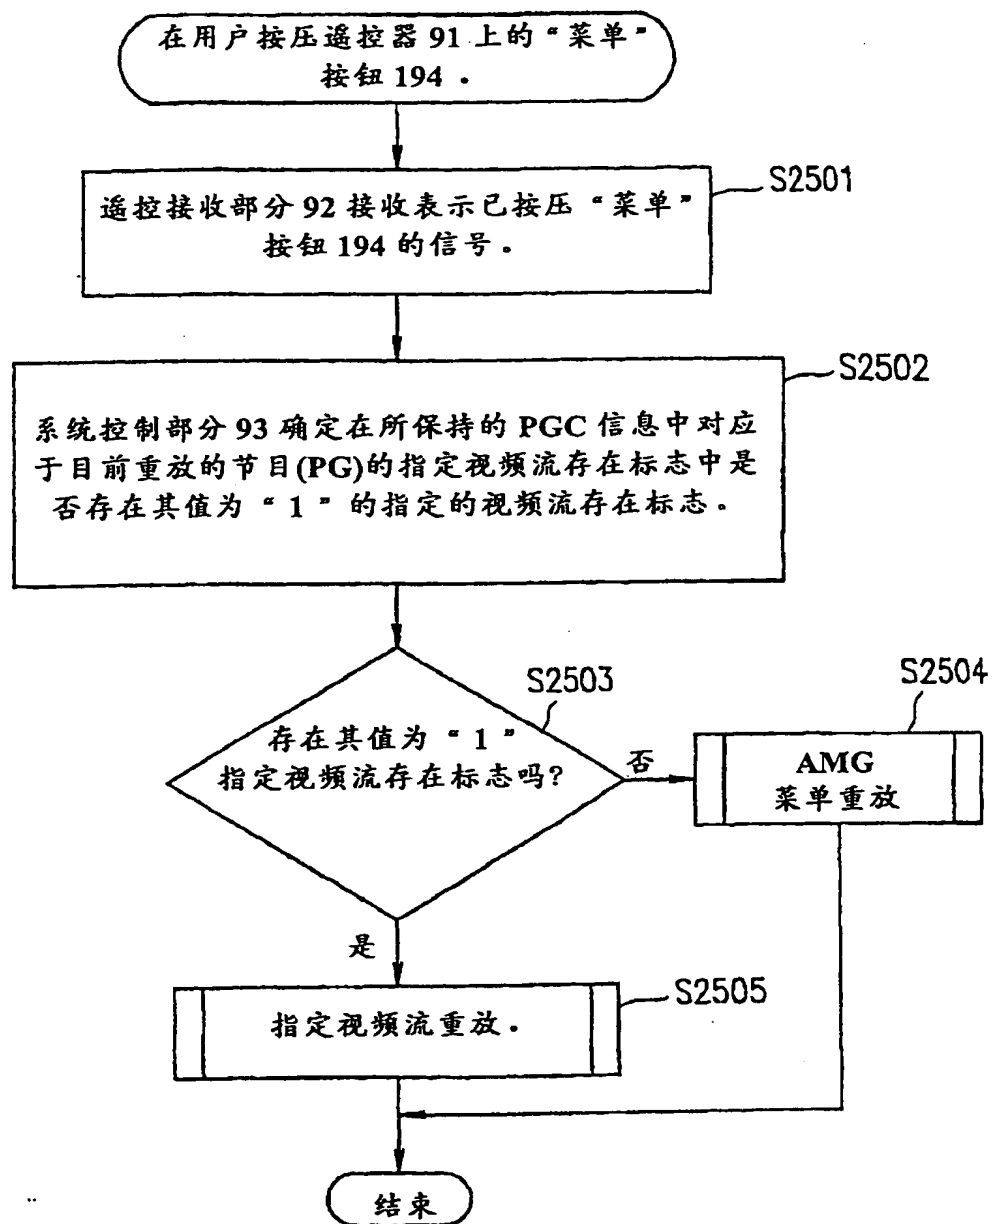 在用户按压遥控器 91 上的“菜单”
按钮 194 。
S2501
遥控接收部分 92 接收表示已按压“菜单”
按钮 194 的信号。
S2502
系统控制部分 93 确定在所保持的 PGC 信息中对应
于目前重放的节目(PG)的指定视频流存在标志中是
否存在其值为“1”的指定的视频流存在标志。
S2503
存在其值为“1”
指定视频流存在标志吗?
否
S2504
AMG
菜单重放
是
S2505
指定视频流重放。
结束